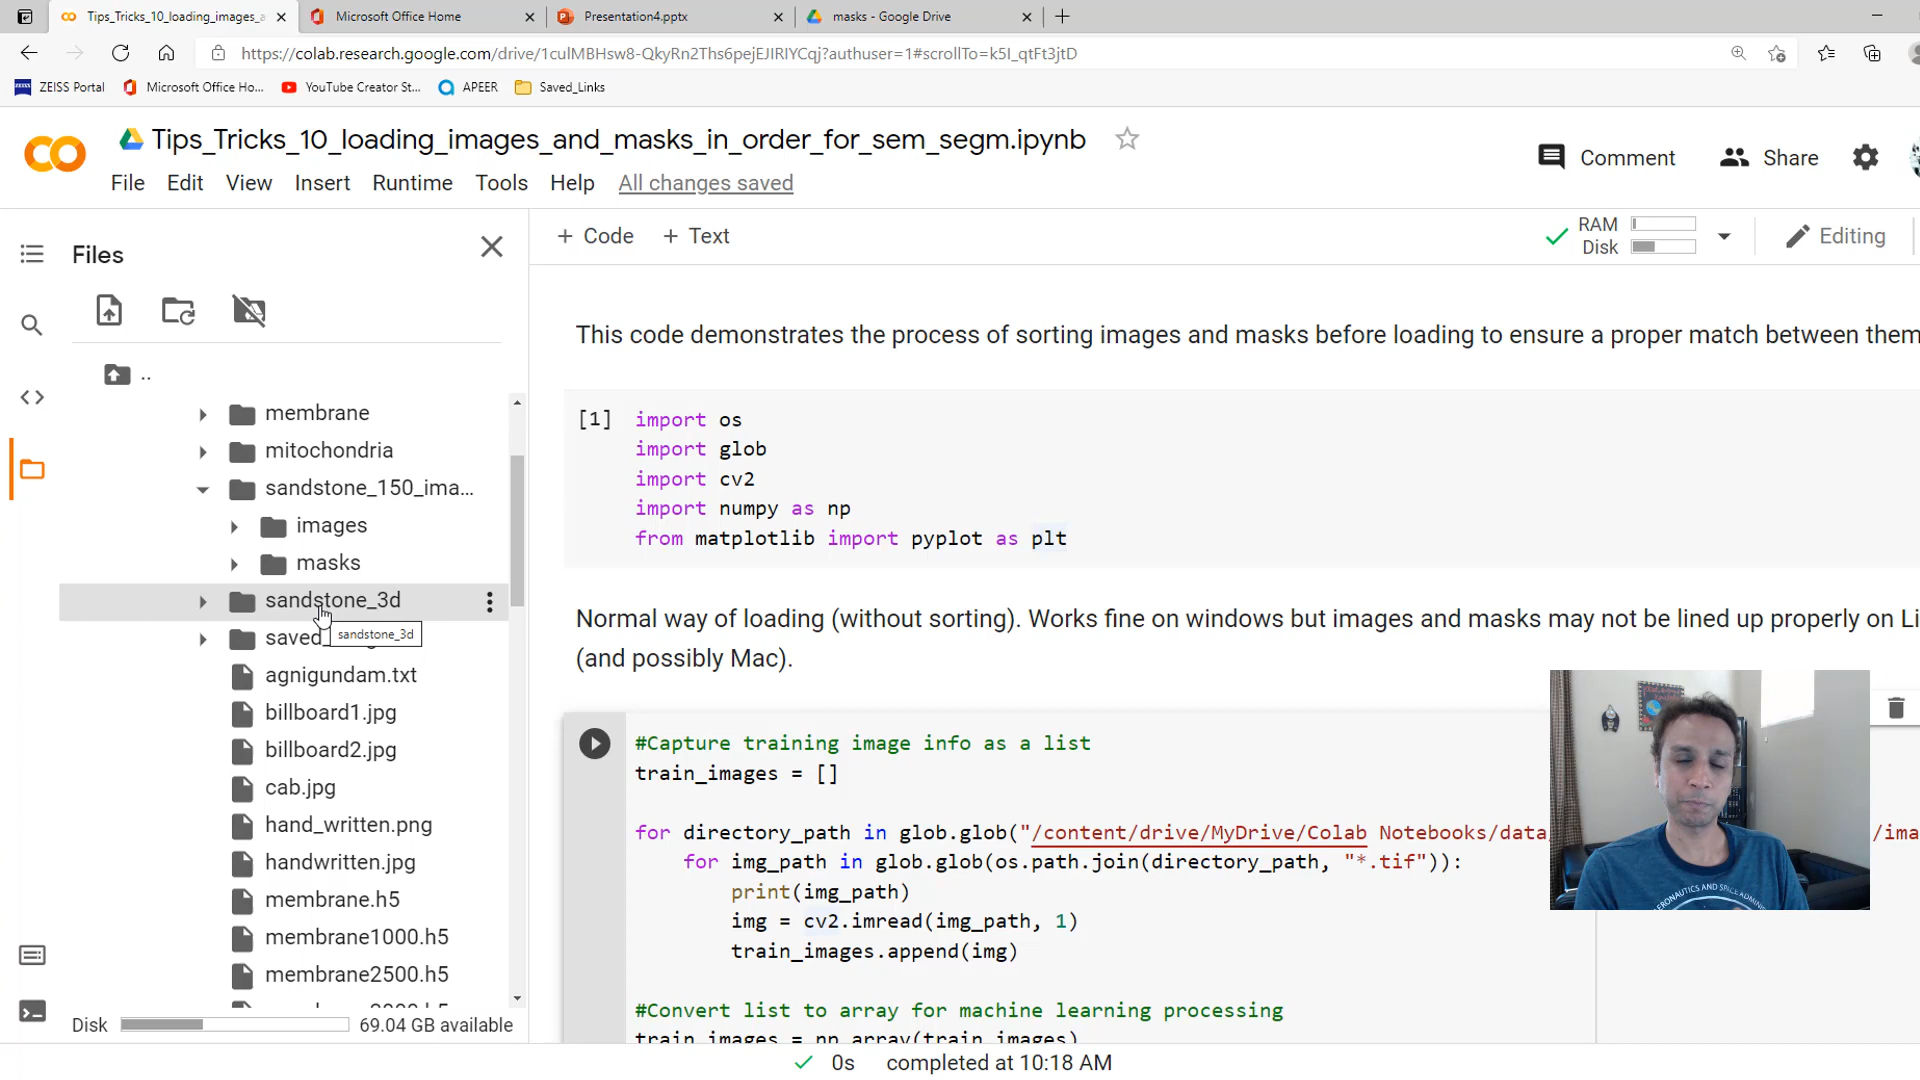 Tips_Tricks_10_loading_images_a
Microsoft Office Home
Presentation4.pptx
masks - Google Drive
https://colab.research.google.com/drive/1culMBHsw8-QkyRn2Ths6pejEJIRIYCqj?authuser=1#scrollTo=k5I_qtFt3jtD
ZEISS Portal
Microsoft Office Ho...
YouTube Creator St...
APEER
Saved_Links
Tips_Tricks_10_loading_images_and_masks_in_order_for_sem_segm.ipynb
File Edit View Insert Runtime Tools Help All changes saved
Comment
Share
Files
+ Code + Text
RAM
Disk
Editing
..
membrane
mitochondria
sandstone_150_ima...
images
masks
sandstone_3d
saved_
sandstone_3d
agnigundam.txt
billboard1.jpg
billboard2.jpg
cab.jpg
hand_written.png
handwritten.jpg
membrane.h5
membrane1000.h5
membrane2500.h5
Disk 69.04 GB available
This code demonstrates the process of sorting images and masks before loading to ensure a proper match between them
[1] import os
import glob
import cv2
import numpy as np
from matplotlib import pyplot as plt
Normal way of loading (without sorting). Works fine on windows but images and masks may not be lined up properly on Li
(and possibly Mac).
#Capture training image info as a list
train_images = []
for directory_path in glob.glob("/content/drive/MyDrive/Colab Notebooks/data /ima
for img_path in glob.glob(os.path.join(directory_path, "*.tif")):
print(img_path)
img = cv2.imread(img_path, 1)
train_images.append(img)
#Convert list to array for machine learning processing
train_images = np.array(train_images)
0s completed at 10:18 AM